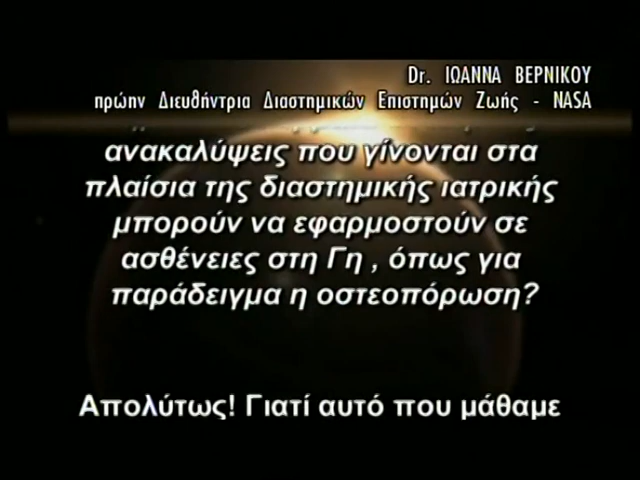 Dr. ΙΩΑΝΝΑ ΒΕΡΝΙΚΟΥ
πρώην Διευθήντρια Διαστημικών Επιστημών Ζωής - NASA
ανακαλύψεις που γίνονται στα
πλαίσια της διαστημικής ιατρικής
μπορούν να εφαρμοστούν σε
ασθένειες στη Γη , όπως για
παράδειγμα η οστεοπόρωση?
Απολύτως! Γιατί αυτό που μάθαμε